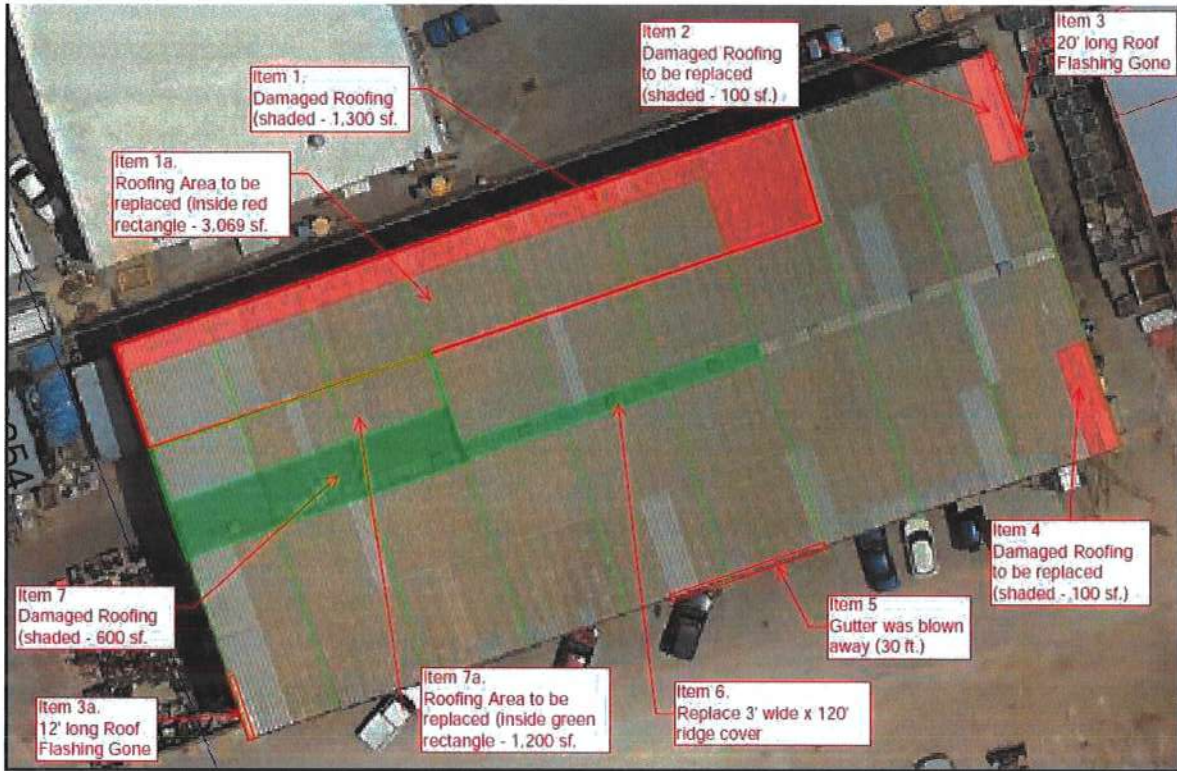 Item 1.
Damaged Roofing
(shaded - 1,300 sf.
Item 2
Damaged Roofing
to be replaced
(shaded - 100 sf.)
Item 3
20' long Roof
Flashing Gone
Item 1a.
Roofing Area to be
replaced (inside red
rectangle - 3,069 sf.
254
Item 7
Damaged Roofing
(shaded - 600 sf.
Item 3a.
12' long Roof
Flashing Gone
Item 7a.
Roofing Area to be
replaced (inside green
rectangle - 1,200 sf.
Item 6.
Replace 3' wide x 120'
ridge cover
Item 5
Gutter was blown
away (30 ft.)
Item 4
Damaged Roofing
to be replaced
(shaded - 100 sf.)